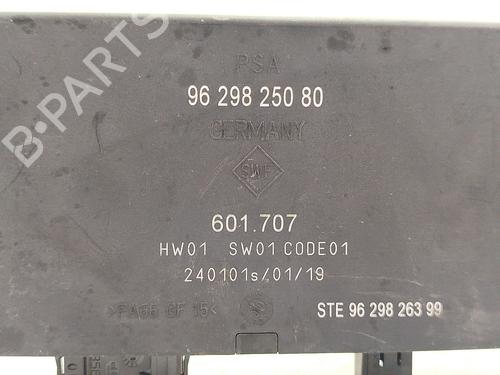 PSA
96 298 250 80
GERMANY
SWF
601.707
HW01 SW01 CODE01
240101s/01/19
>PA66 GF 15<
STE 96 298 263 99